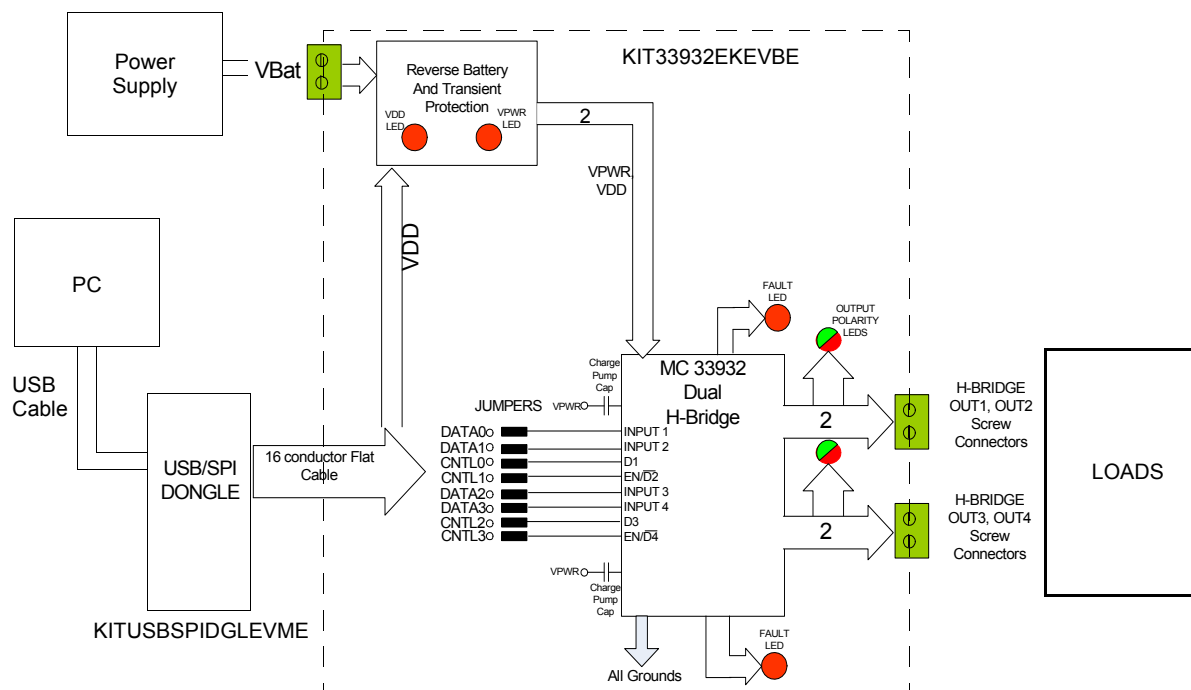 Power
Supply
VBat
KIT33932EKEVBE
Reverse Battery
And Transient
Protection
VDD
LED
VPWR
LED
2
VPWR,
VDD
VDD
PC
USB
Cable
USB/SPI
DONGLE
KITUSBSPIDGLEVME
16 conductor Flat
Cable
JUMPERS
DATA0
DATA1
CNTL0
CNTL1
DATA2
DATA3
CNTL2
CNTL3
Charge
Pump
Cap
VPWR
MC 33932
Dual
H-Bridge
INPUT 1
INPUT 2
D1
EN/D2
INPUT 3
INPUT 4
D3
EN/D4
VPWR
Charge
Pump
Cap
All Grounds
FAULT
LED
OUTPUT
POLARITY
LEDS
2
2
FAULT
LED
H-BRIDGE
OUT1, OUT2
Screw
Connectors
H-BRIDGE
OUT3, OUT4
Screw
Connectors
LOADS